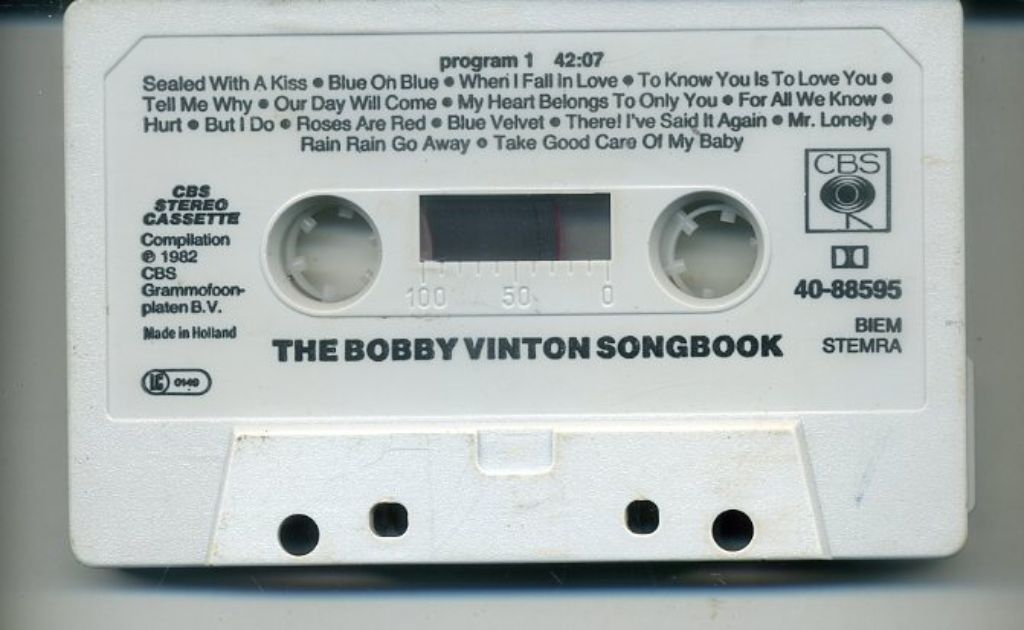 program 1 42:07
Sealed With A Kiss • Blue On Blue • When I Fall In Love • To Know You Is To Love You •
Tell Me Why • Our Day Will Come • My Heart Belongs To Only You • For All We Know •
Hurt • But I Do • Roses Are Red • Blue Velvet • There! I've Said It Again • Mr. Lonely •
Rain Rain Go Away • Take Good Care Of My Baby
CBS
CBS
STEREO
CASSETTE
Compilation
℗ 1982
CBS
Grammofoon-
platen B.V.
Made in Holland
LC 0149
100 50 0
40-88595
BIEM
STEMRA
THE BOBBY VINTON SONGBOOK